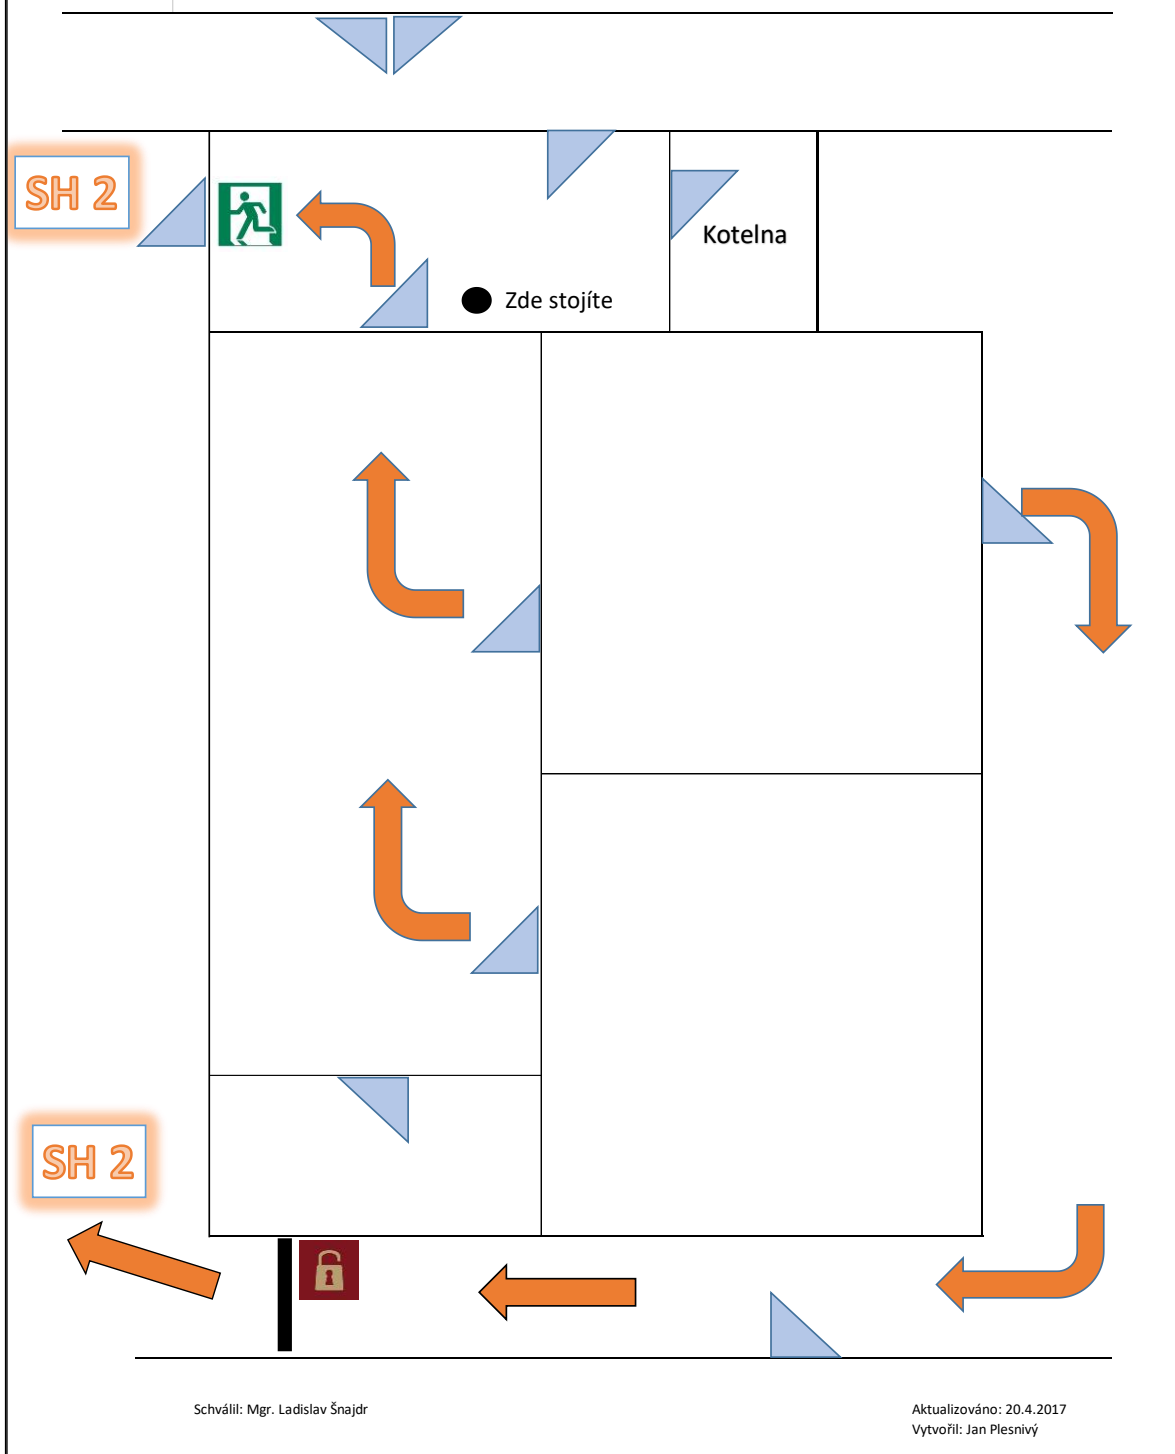 SH 2
Kotelna
Zde stojíte
SH 2
Schválil: Mgr. Ladislav Šnajdr
Aktualizováno: 20.4.2017
Vytvořil: Jan Plesnivý